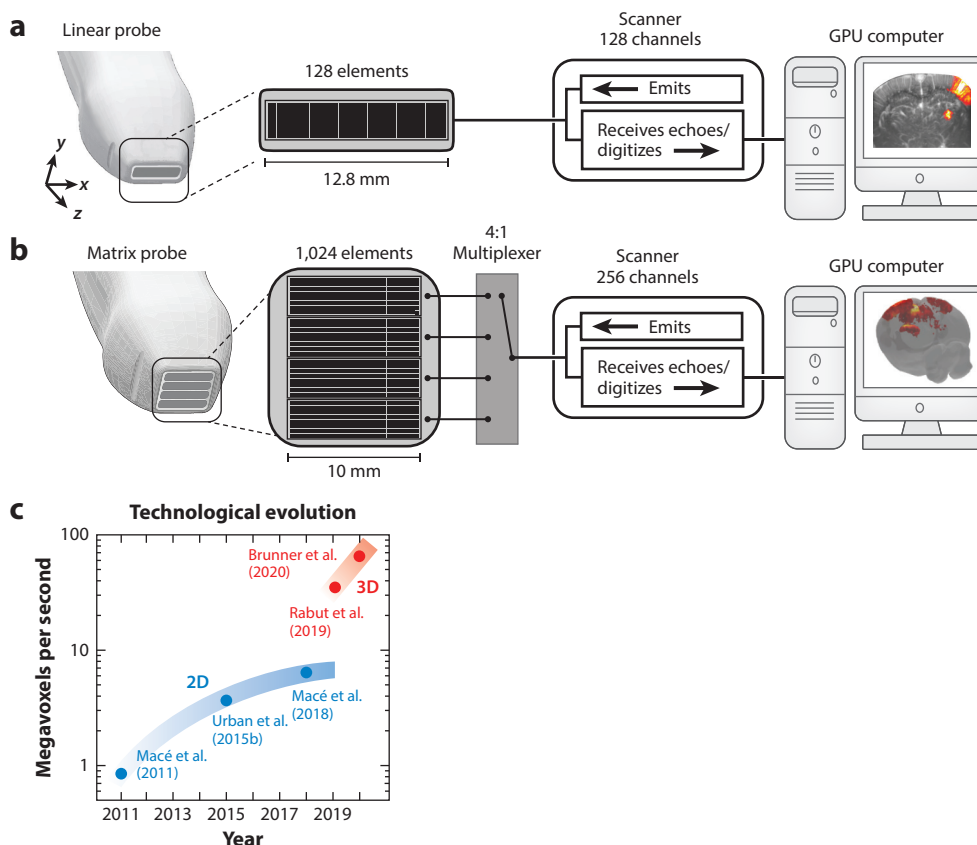 a
Linear probe
128 elements
Scanner
128 channels
GPU computer
Emits
Receives echoes/
digitizes
12.8 mm
y
x
z
b
Matrix probe
1,024 elements
4:1
Multiplexer
Scanner
256 channels
GPU computer
Emits
Receives echoes/
digitizes
10 mm
c
Technological evolution
Megavoxels per second
100
10
1
Brunner et al.
(2020)
3D
Rabut et al.
(2019)
2D
Macé et al.
(2018)
Urban et al.
(2015b)
Macé et al.
(2011)
2011 2013 2015 2017 2019
Year